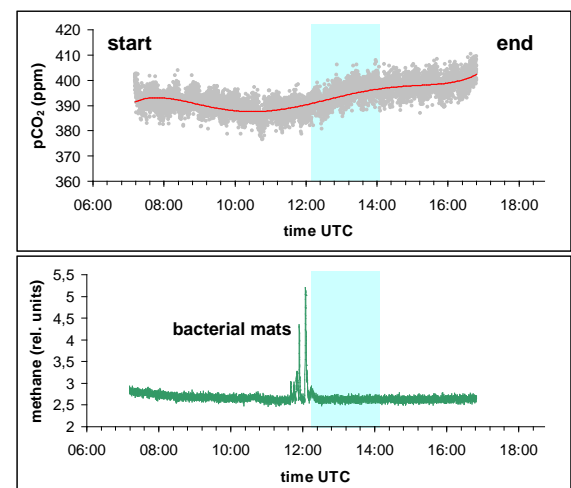 start
end
pCO₂ (ppm)
420
410
400
390
380
370
360
06:00 08:00 10:00 12:00 14:00 16:00 18:00
time UTC
bacterial mats
methane (rel. units)
5,5
5
4,5
4
3,5
3
2,5
2
06:00 08:00 10:00 12:00 14:00 16:00 18:00
time UTC